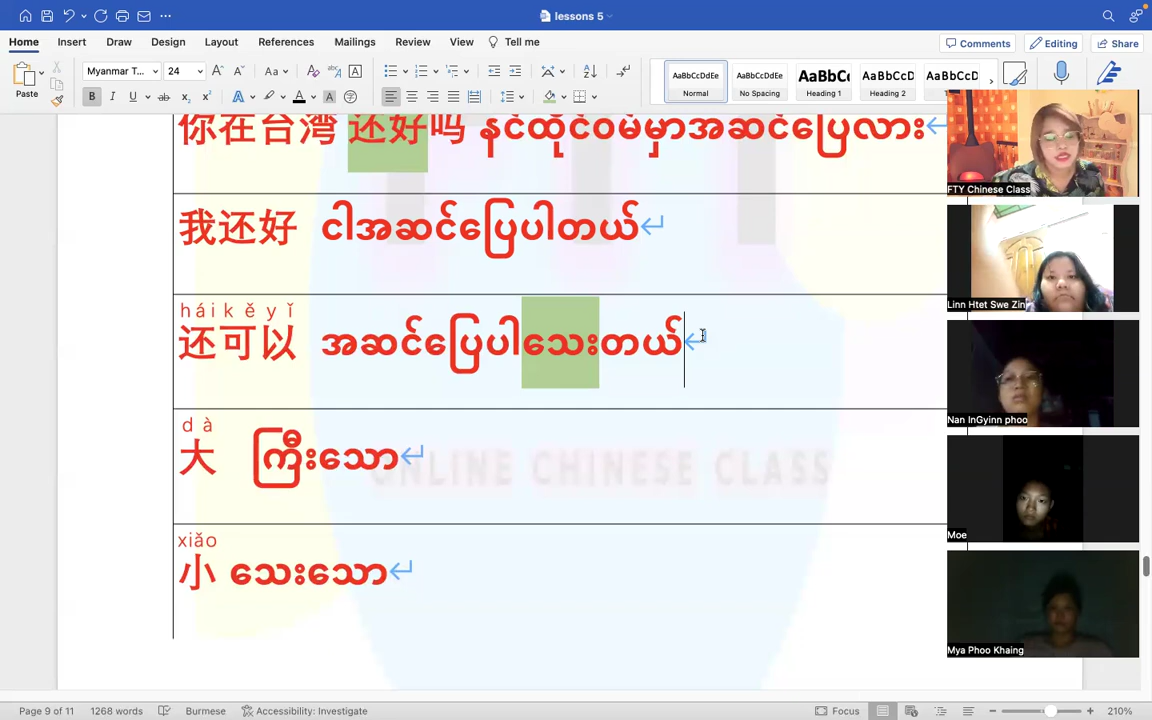 lessons 5
Home Insert Draw Design Layout References Mailings Review View Tell me
Comments Editing Share
Paste
Myanmar T... 24
AaBbCcDdEe AaBbCcDdEe AaBbC AaBbCcD AaBbCcD
Normal No Spacing Heading 1 Heading 2
你在台湾 还好吗 နင်ထိုင်ဝမ်မှာအဆင်ပြေလား
我还好 ငါအဆင်ပြေပါတယ်
háikěyǐ
还可以 အဆင်ပြေပါသေးတယ်
dà
大 ကြီးသော
xiǎo
小 သေးသော
ONLINE CHINESE CLASS
FTY Chinese Class
Linn Htet Swe Zin
Nan InGyinn phoo
Moe
Mya Phoo Khaing
Page 9 of 11 1268 words Burmese Accessibility: Investigate Focus 210%